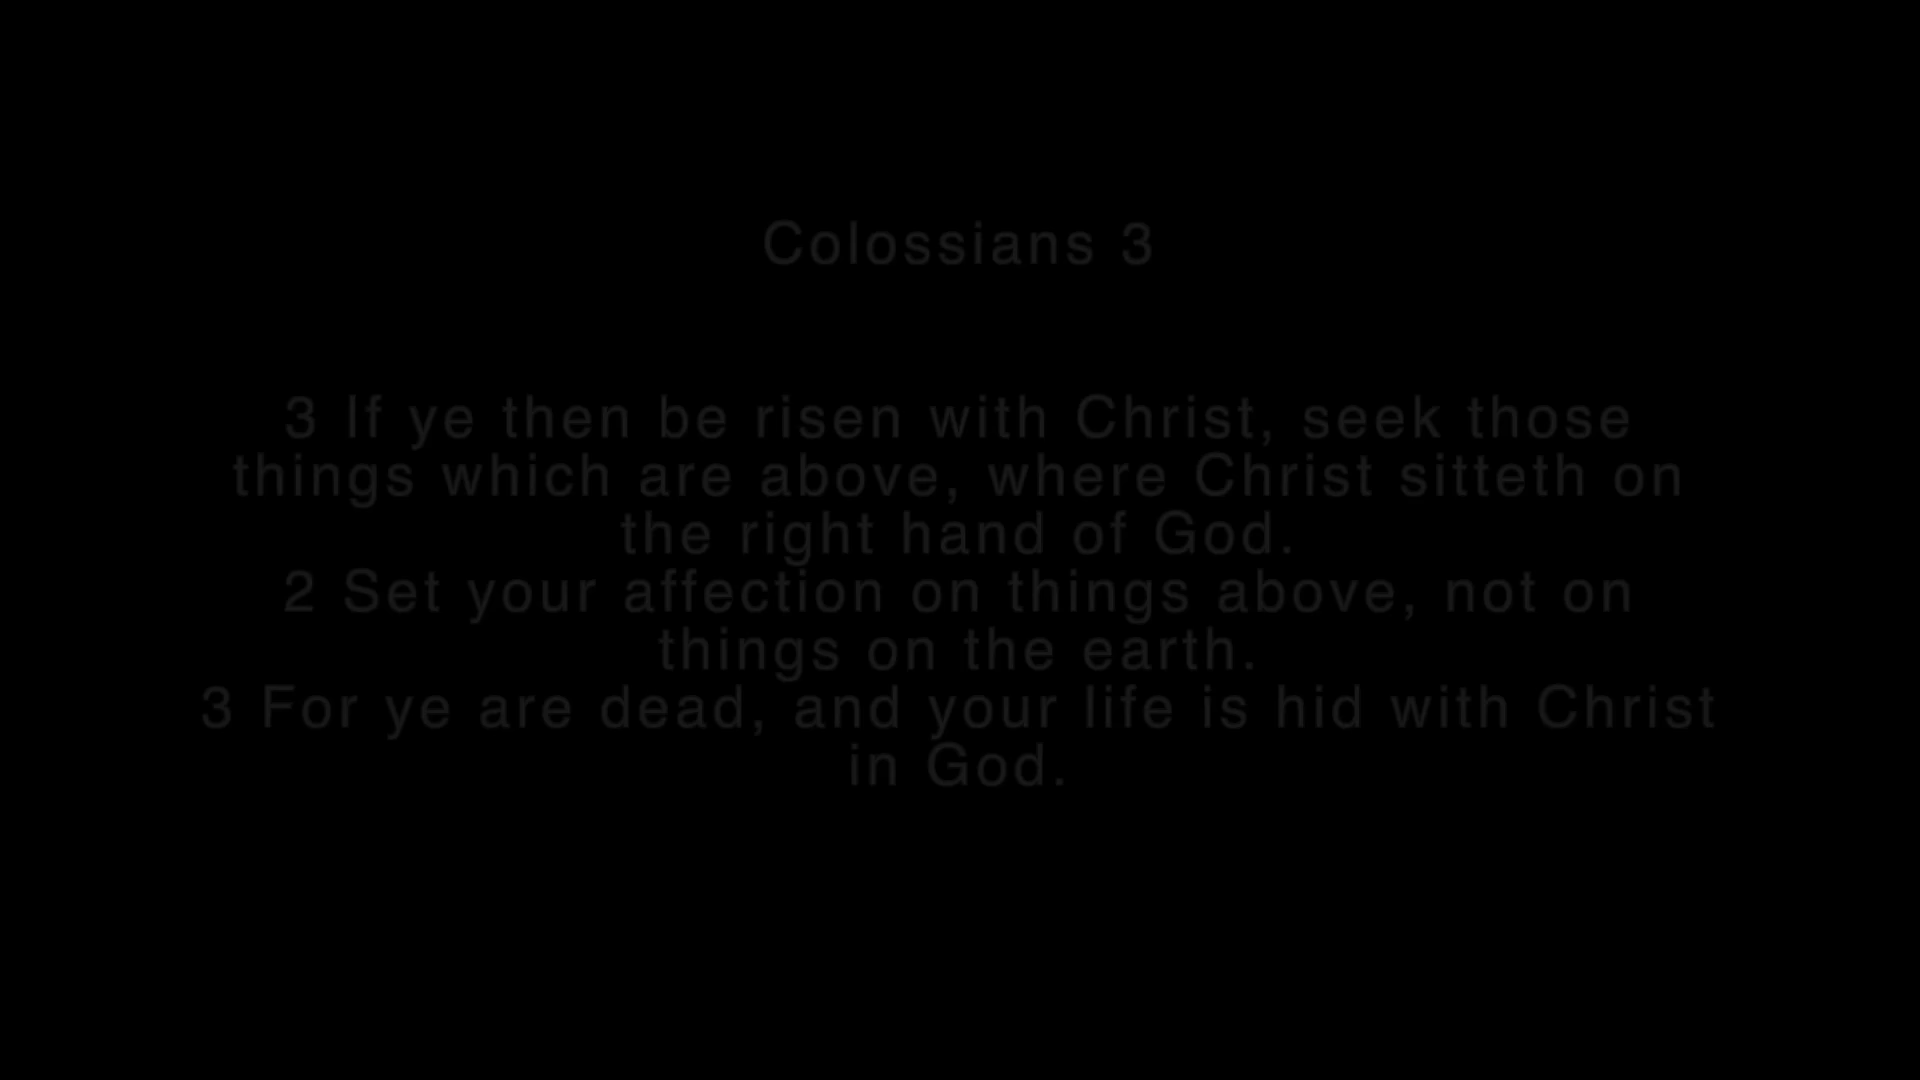 Colossians 3
3 If ye then be risen with Christ, seek those
things which are above, where Christ sitteth on
the right hand of God.
2 Set your affection on things above, not on
things on the earth.
3 For ye are dead, and your life is hid with Christ
in God.